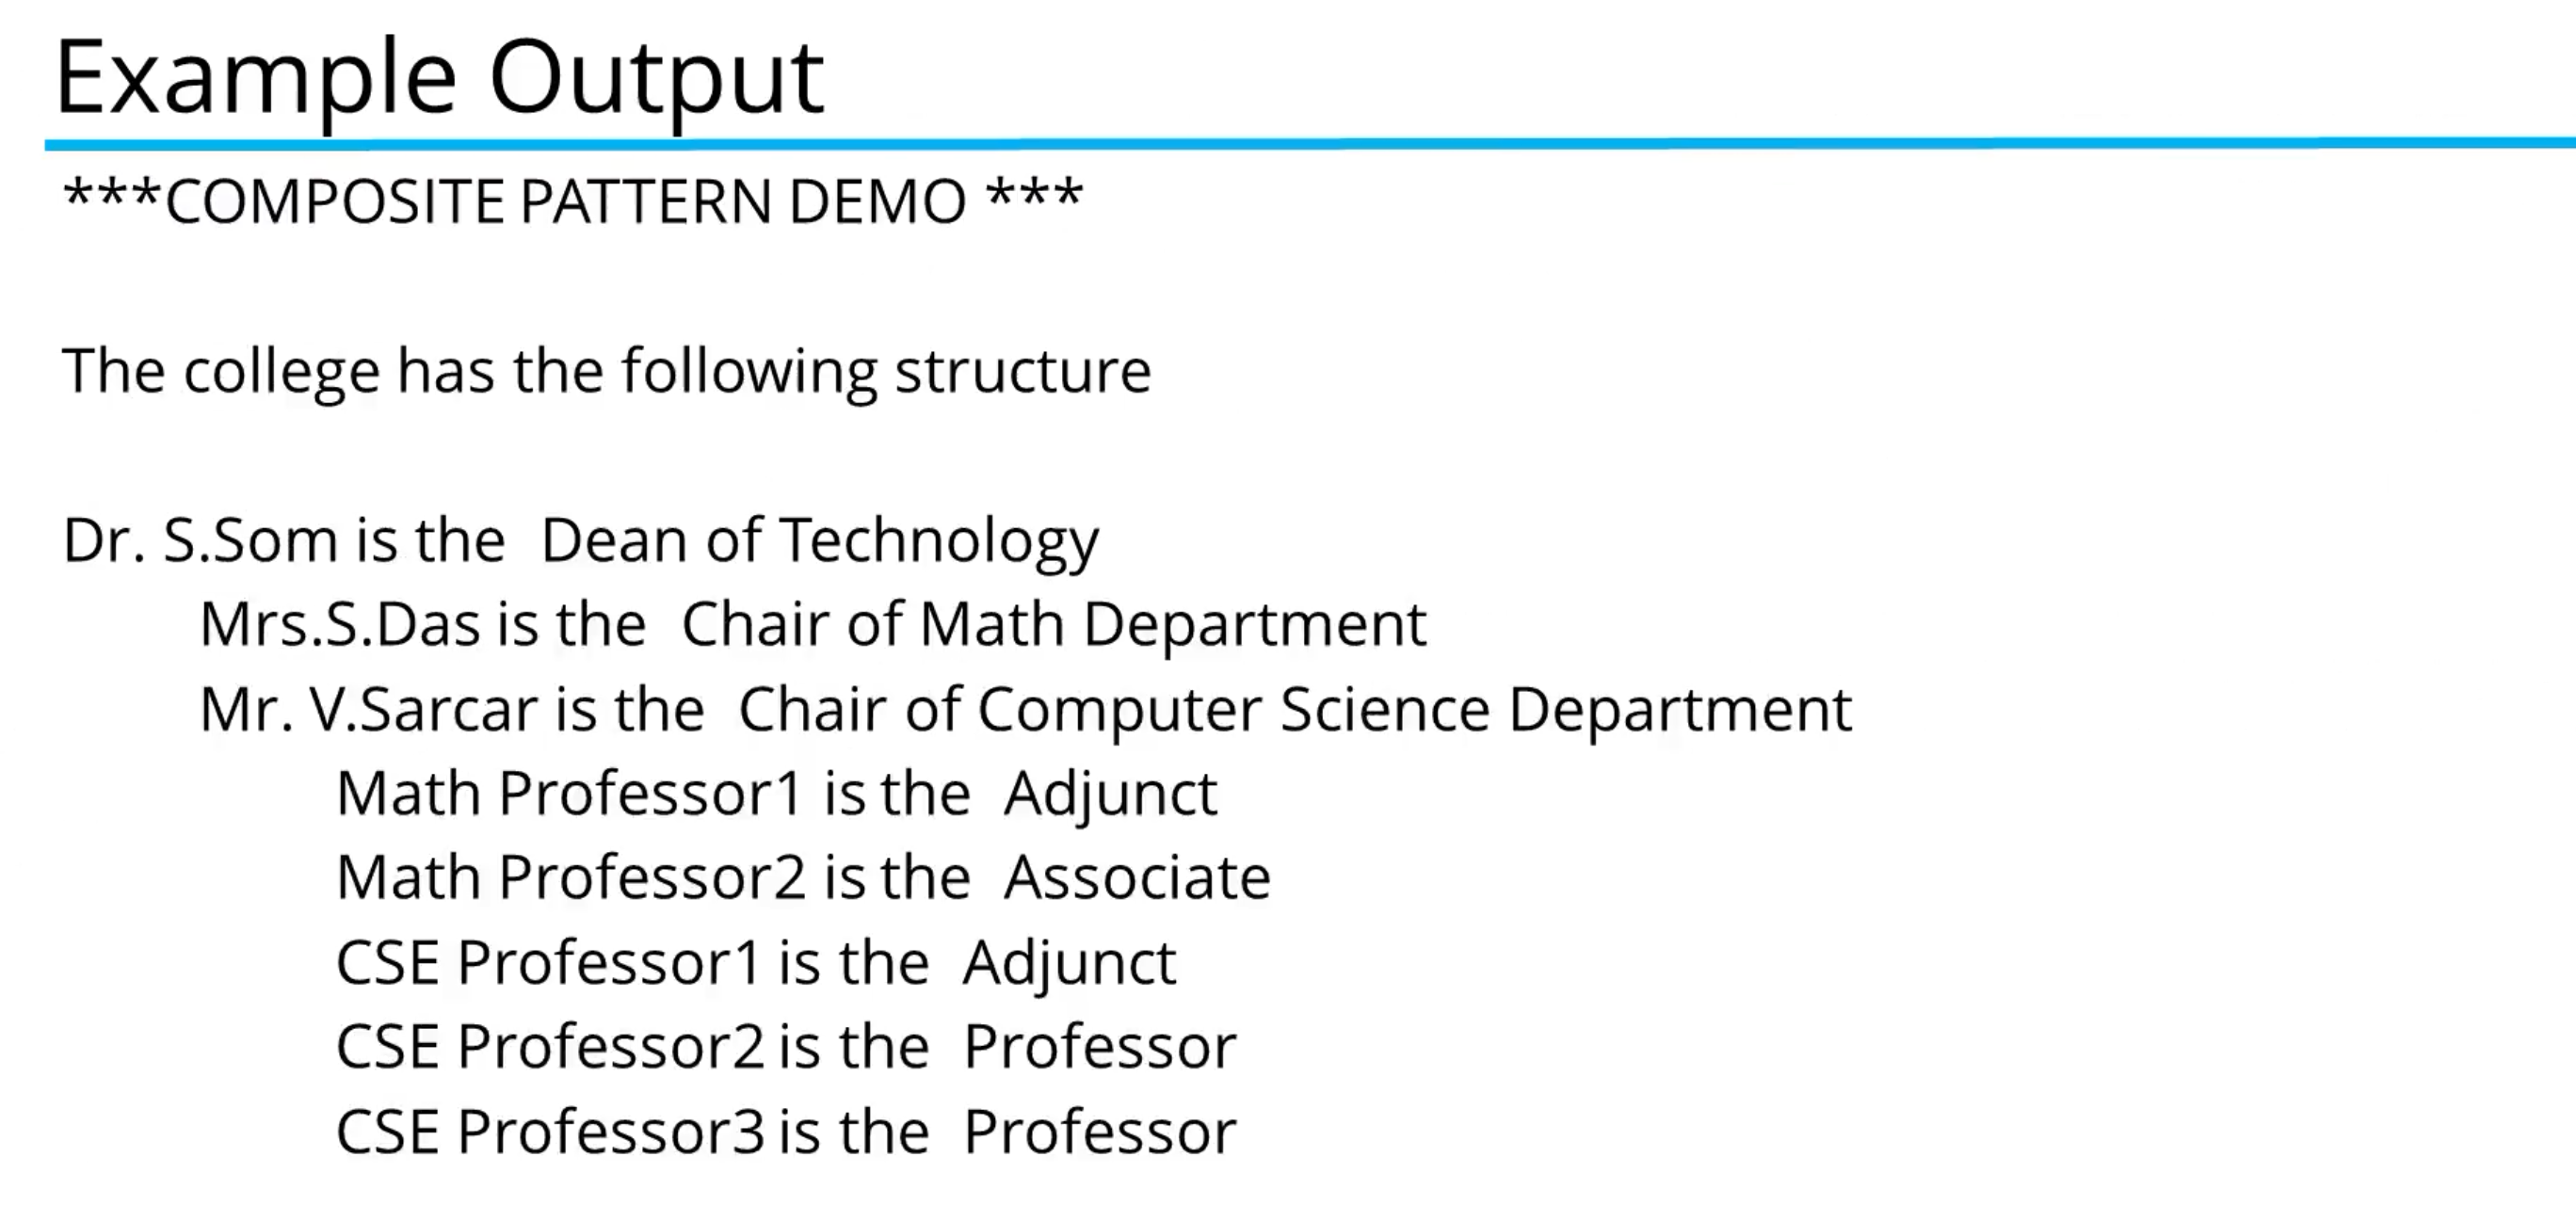 Example Output
***COMPOSITE PATTERN DEMO ***
The college has the following structure
Dr. S.Som is the  Dean of Technology
Mrs.S.Das is the  Chair of Math Department
Mr. V.Sarcar is the  Chair of Computer Science Department
Math Professor1 is the  Adjunct
Math Professor2 is the  Associate
CSE Professor1 is the  Adjunct
CSE Professor2 is the  Professor
CSE Professor3 is the  Professor